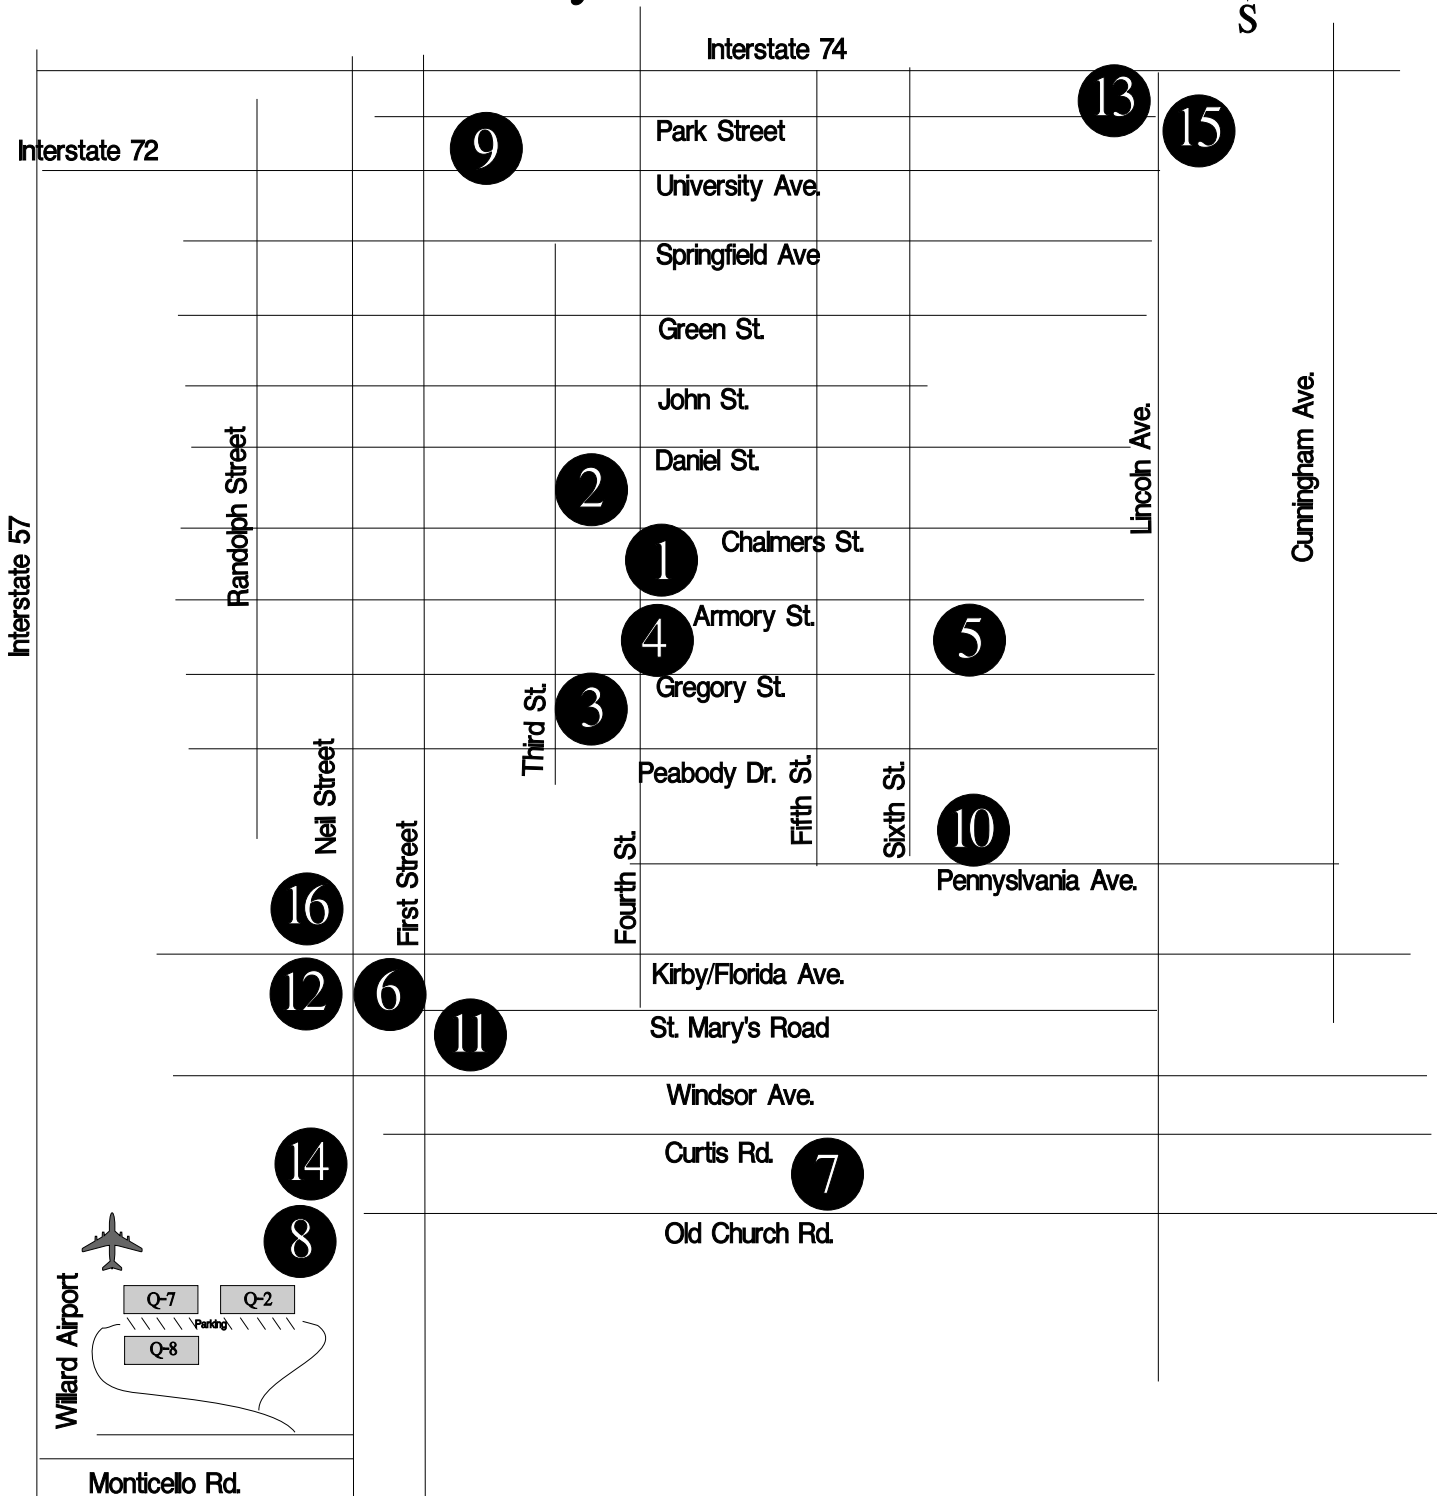 S
Interstate 74
13
15
9
Park Street
Interstate 72
University Ave.
Springfield Ave
Green St.
John St.
Daniel St.
2
Chalmers St.
1
Armory St.
4
5
Gregory St.
3
Interstate 57
Randolph Street
Lincoln Ave.
Cunningham Ave.
Third St.
Neil Street
Peabody Dr.
Fifth St.
Sixth St.
First Street
Fourth St.
10
Pennyslvania Ave.
16
Kirby/Florida Ave.
12
6
11
St. Mary's Road
Windsor Ave.
14
Curtis Rd.
7
8
Old Church Rd.
Willard Airport
Q-7
Q-2
Parking
Q-8
Monticello Rd.